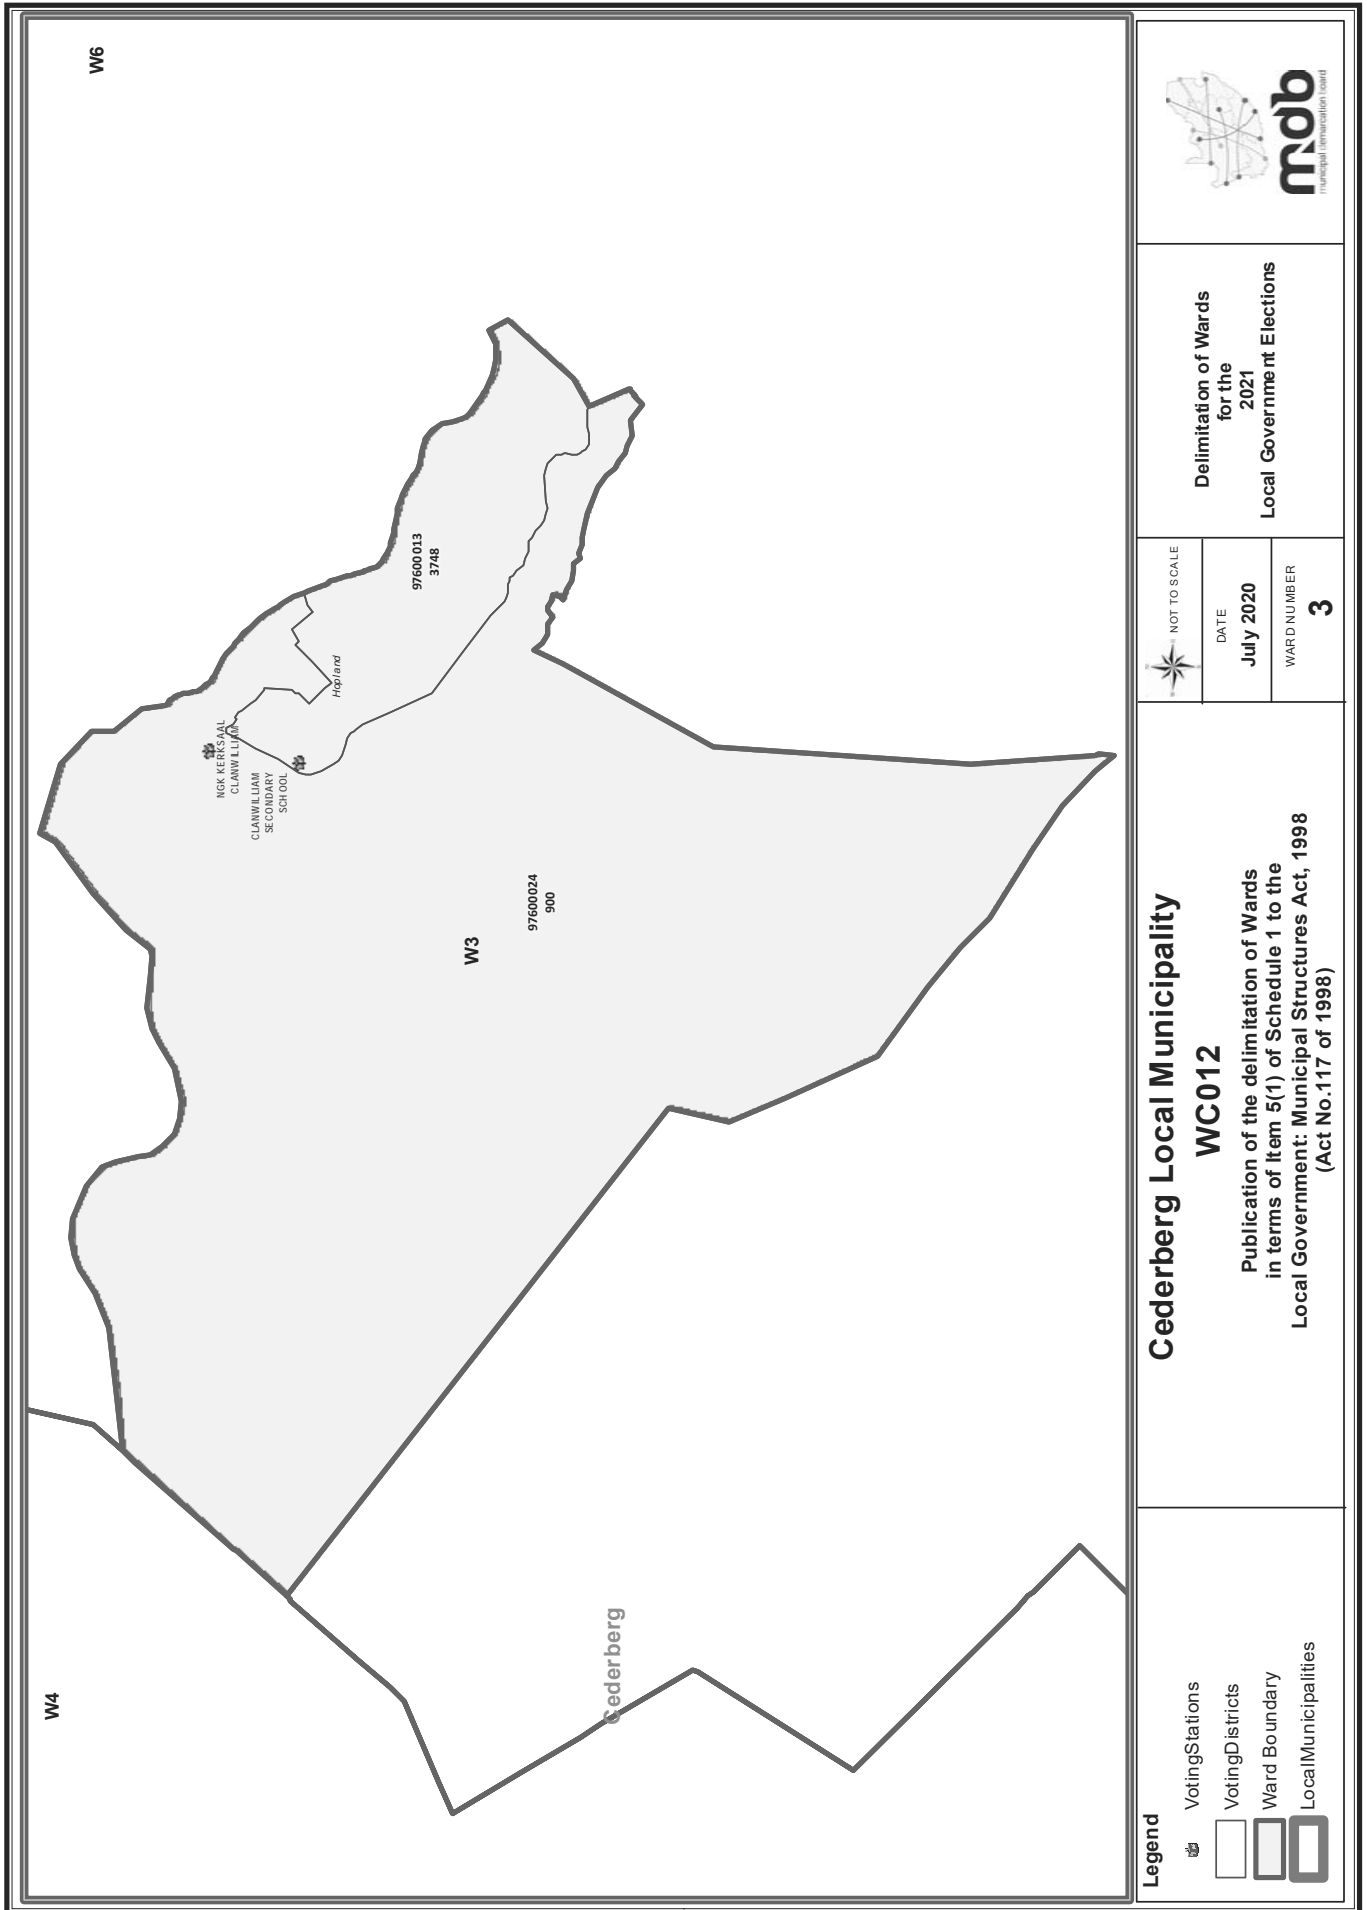 W6
W4
97600013
3748
Hopland
NGK KERKSAAL
CLANWILLIAM
CLANWILLIAM
SECONDARY
SCHOOL
97600024
900
W3
Cederberg
Legend
VotingStations
VotingDistricts
Ward Boundary
LocalMunicipalities
Cederberg Local Municipality
WC012
Publication of the delimitation of Wards
in terms of Item 5(1) of Schedule 1 to the
Local Government: Municipal Structures Act, 1998
(Act No.117 of 1998)
NOT TO SCALE
DATE
July 2020
WARD NUMBER
3
Delimitation of Wards
for the
2021
Local Government Elections
mdb
municipal demarcation board